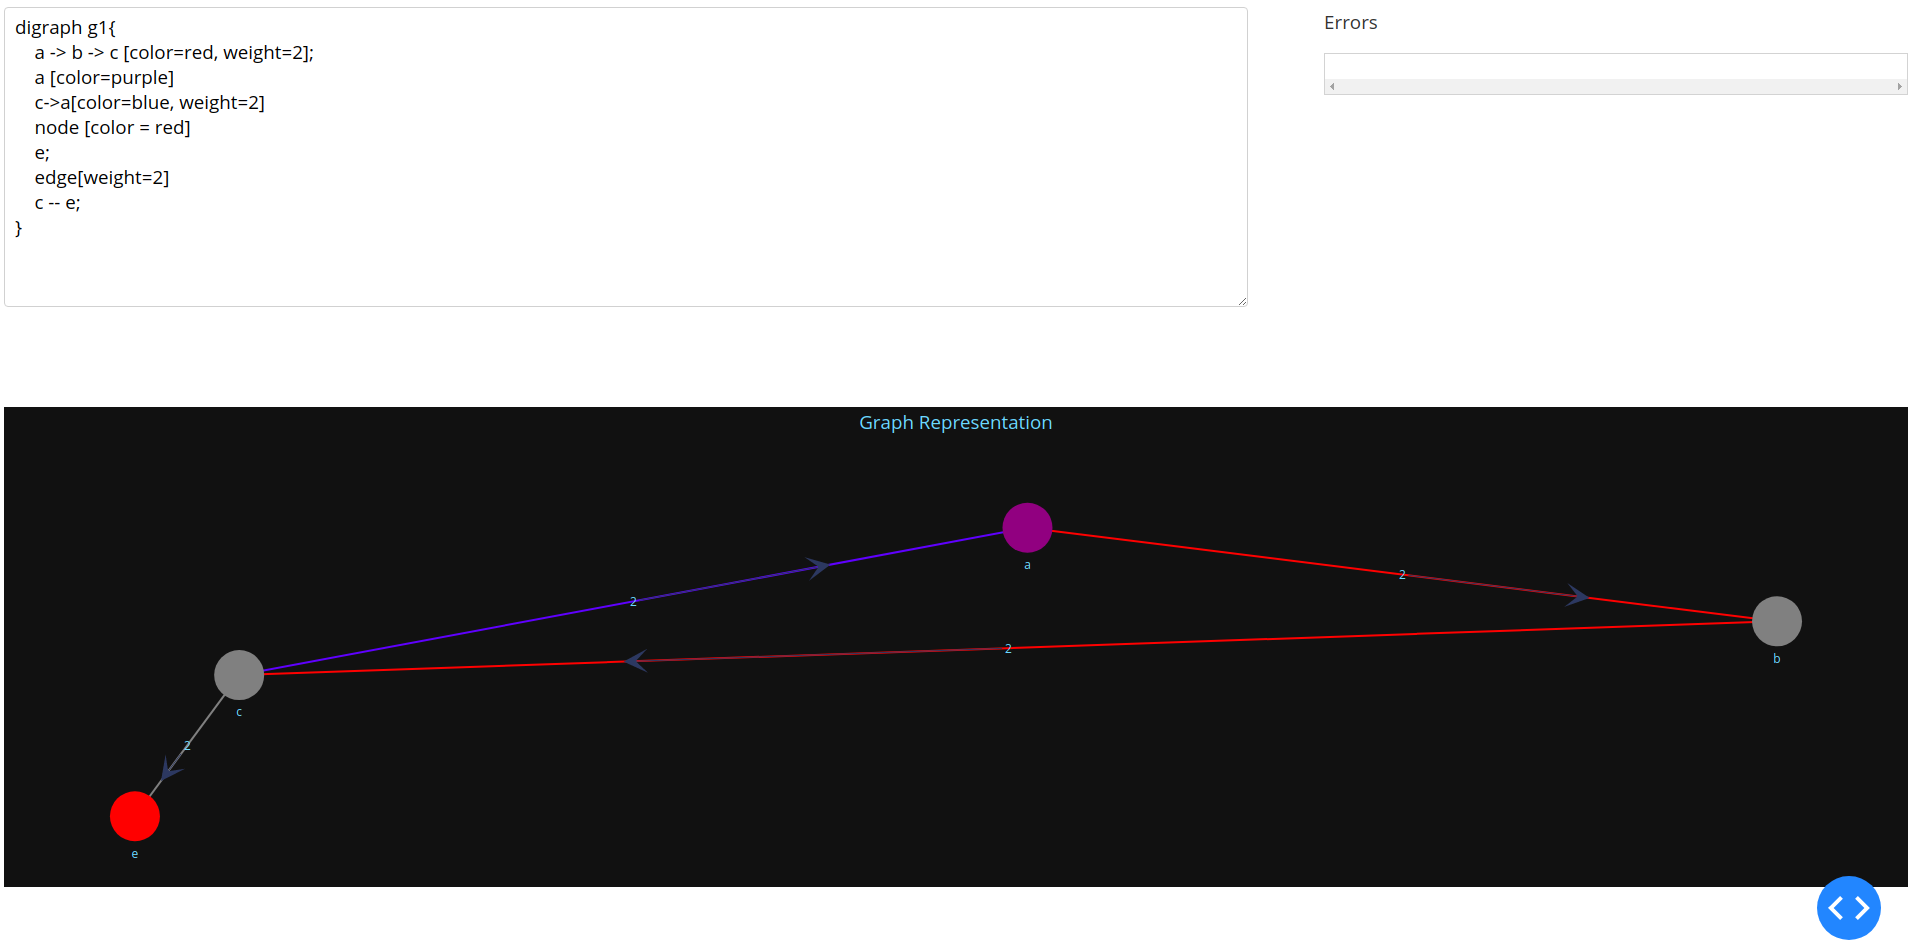 digraph g1{
    a -> b -> c [color=red, weight=2];
    a [color=purple]
    c->a[color=blue, weight=2]
    node [color = red]
    e;
    edge[weight=2]
    c -- e;
}
Errors
Graph Representation
a
2
2
2
b
c
2
e